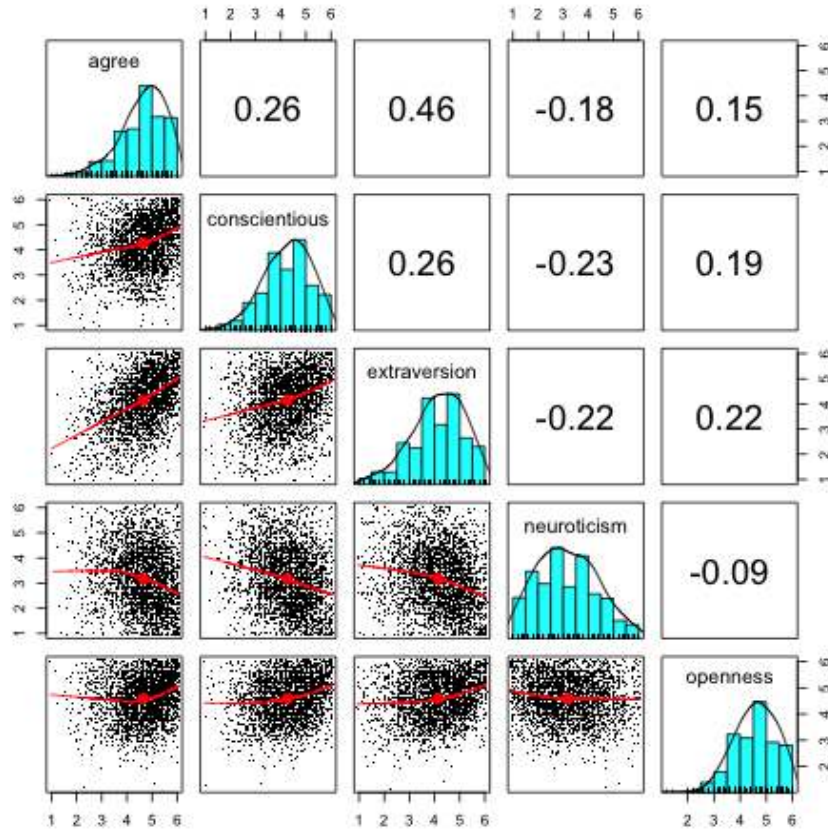 1 2 3 4 5 6
1 2 3 4 5 6
agree
0.26
0.46
-0.18
0.15
1 2 3 4 5 6
1 2 3 4 5 6
conscientious
0.26
-0.23
0.19
extraversion
-0.22
0.22
1 2 3 4 5 6
1 2 3 4 5 6
neuroticism
-0.09
openness
2 3 4 5 6
1 2 3 4 5 6
1 2 3 4 5 6
1 2 3 4 5 6
2 3 4 5 6